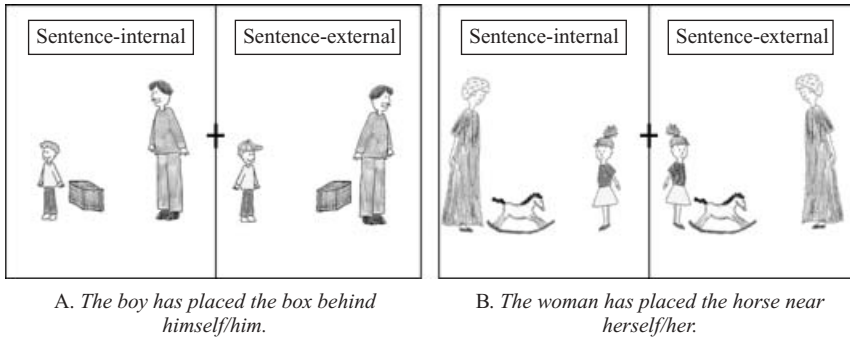 Sentence-internal
Sentence-external
Sentence-internal
Sentence-external
A. The boy has placed the box behind
himself/him.
B. The woman has placed the horse near
herself/her.